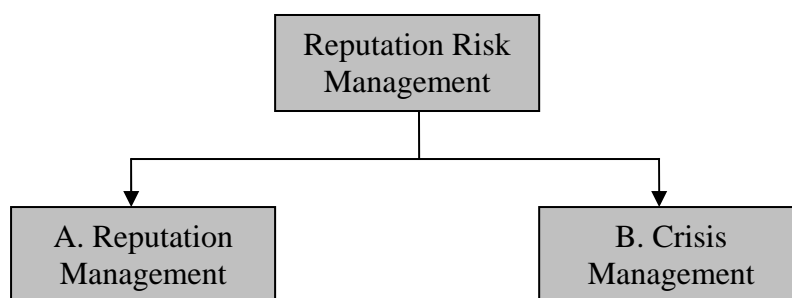 Reputation Risk
Management
A. Reputation
Management
B. Crisis
Management